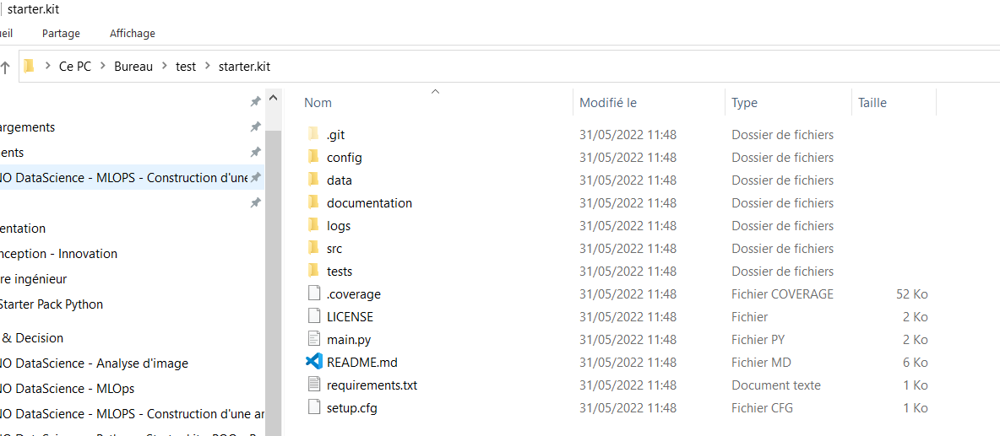 starter.kit
eil Partage Affichage
Ce PC Bureau test starter.kit
Nom Modifié le Type Taille
argements
ents
NO DataScience - MLOPS - Construction d'une
entation
nception - Innovation
re ingénieur
Starter Pack Python
& Decision
NO DataScience - Analyse d'image
NO DataScience - MLOps
NO DataScience - MLOPS - Construction d'une ar
.git 31/05/2022 11:48 Dossier de fichiers
config 31/05/2022 11:48 Dossier de fichiers
data 31/05/2022 11:48 Dossier de fichiers
documentation 31/05/2022 11:48 Dossier de fichiers
logs 31/05/2022 11:48 Dossier de fichiers
src 31/05/2022 11:48 Dossier de fichiers
tests 31/05/2022 11:48 Dossier de fichiers
.coverage 31/05/2022 11:48 Fichier COVERAGE 52 Ko
LICENSE 31/05/2022 11:48 Fichier 2 Ko
main.py 31/05/2022 11:48 Fichier PY 2 Ko
README.md 31/05/2022 11:48 Fichier MD 6 Ko
requirements.txt 31/05/2022 11:48 Document texte 1 Ko
setup.cfg 31/05/2022 11:48 Fichier CFG 1 Ko